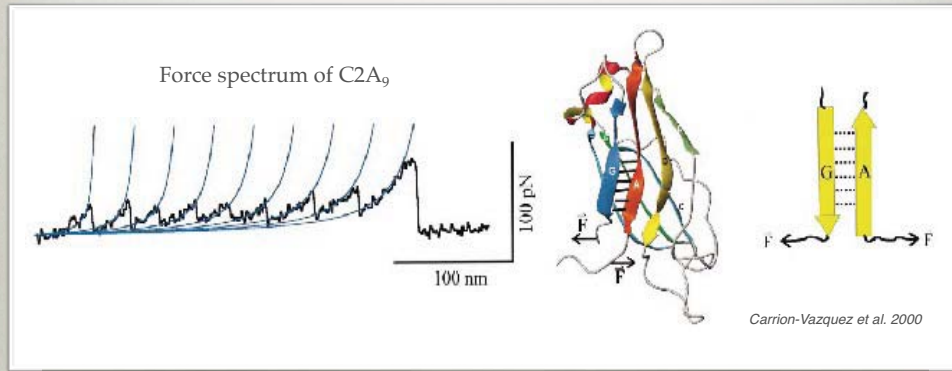 Force spectrum of C2A₉
100 pN
100 nm
G
A
F
F
G
A
F
F
Carrion-Vazquez et al. 2000